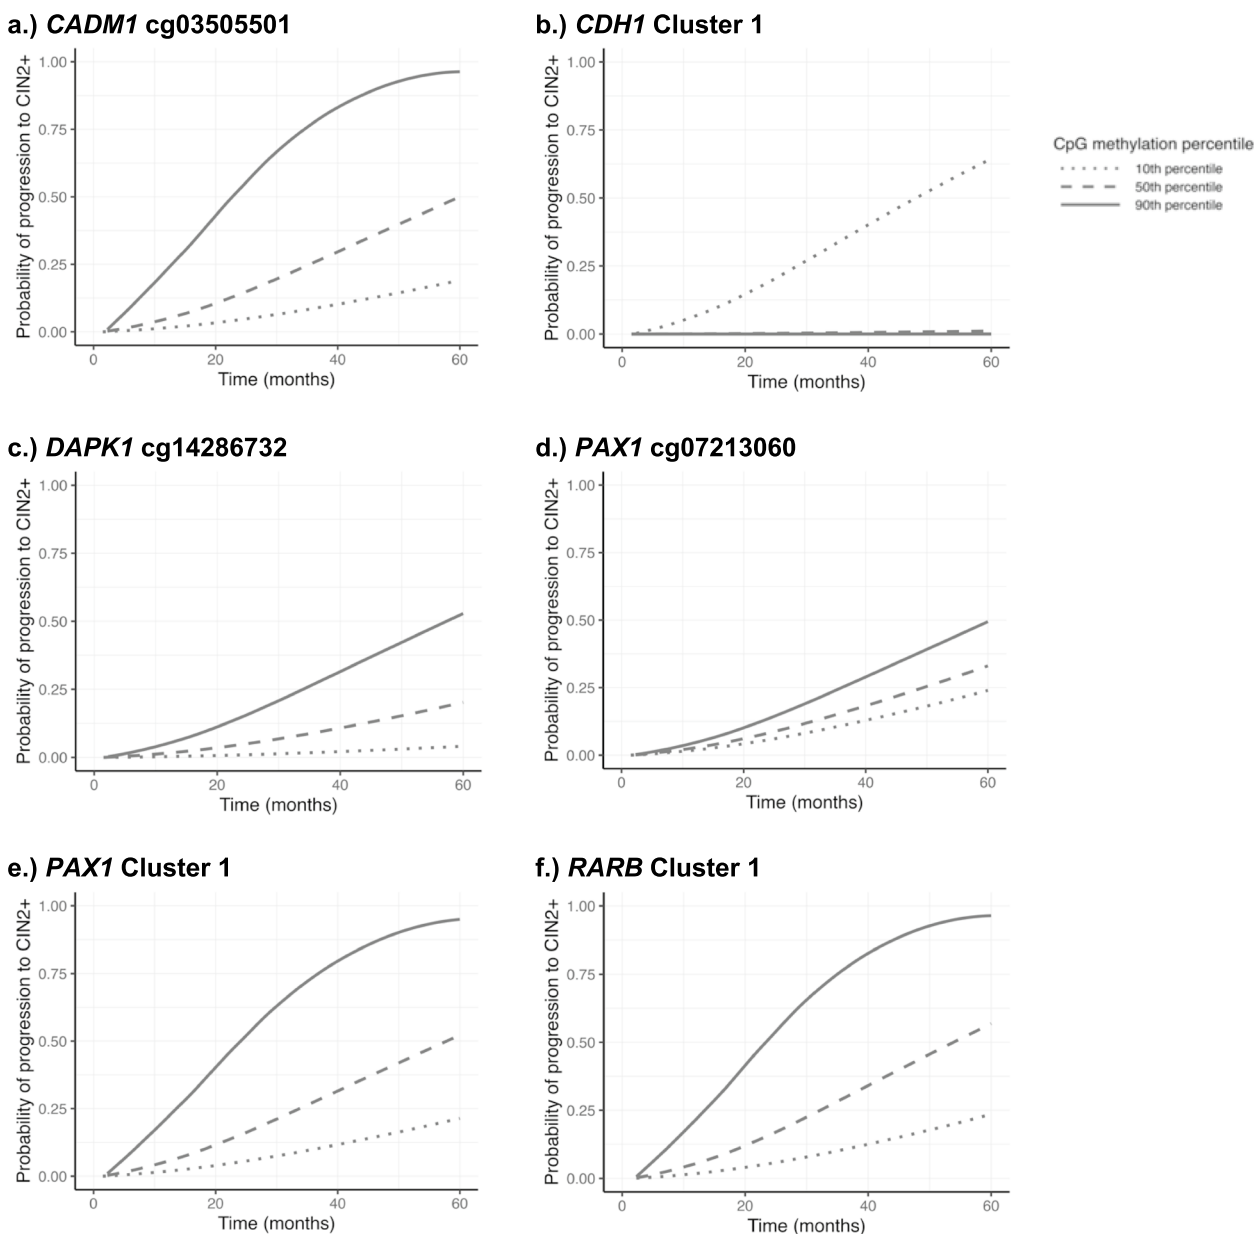 a.) CADM1 cg03505501
Probability of progression to CIN2+
1.00
0.75
0.50
0.25
0.00
0 20 40 60
Time (months)
b.) CDH1 Cluster 1
Probability of progression to CIN2+
1.00
0.75
0.50
0.25
0.00
0 20 40 60
Time (months)
CpG methylation percentile
10th percentile
50th percentile
90th percentile
c.) DAPK1 cg14286732
Probability of progression to CIN2+
1.00
0.75
0.50
0.25
0.00
0 20 40 60
Time (months)
d.) PAX1 cg07213060
Probability of progression to CIN2+
1.00
0.75
0.50
0.25
0.00
0 20 40 60
Time (months)
e.) PAX1 Cluster 1
Probability of progression to CIN2+
1.00
0.75
0.50
0.25
0.00
0 20 40 60
Time (months)
f.) RARB Cluster 1
Probability of progression to CIN2+
1.00
0.75
0.50
0.25
0.00
0 20 40 60
Time (months)